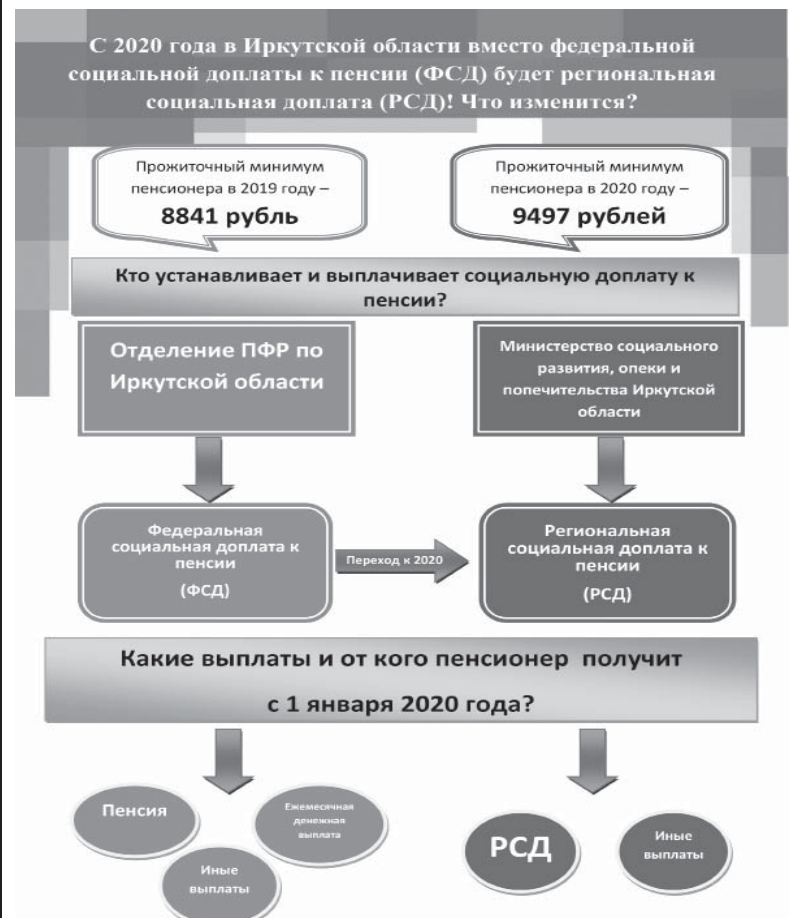 С 2020 года в Иркутской области вместо федеральной
социальной доплаты к пенсии (ФСД) будет региональная
социальная доплата (РСД)! Что изменится?
Прожиточный минимум
пенсионера в 2019 году –
8841 рубль
Прожиточный минимум
пенсионера в 2020 году –
9497 рублей
Кто устанавливает и выплачивает социальную доплату к
пенсии?
Отделение ПФР по
Иркутской области
Министерство социального
развития, опеки и
попечительства Иркутской
области
Федеральная
социальная доплата к
пенсии
(ФСД)
Переход к 2020
Региональная
социальная доплата к
пенсии
(РСД)
Какие выплаты и от кого пенсионер получит
с 1 января 2020 года?
Пенсия
Ежемесячная
денежная
выплата
Иные
выплаты
РСД
Иные
выплаты